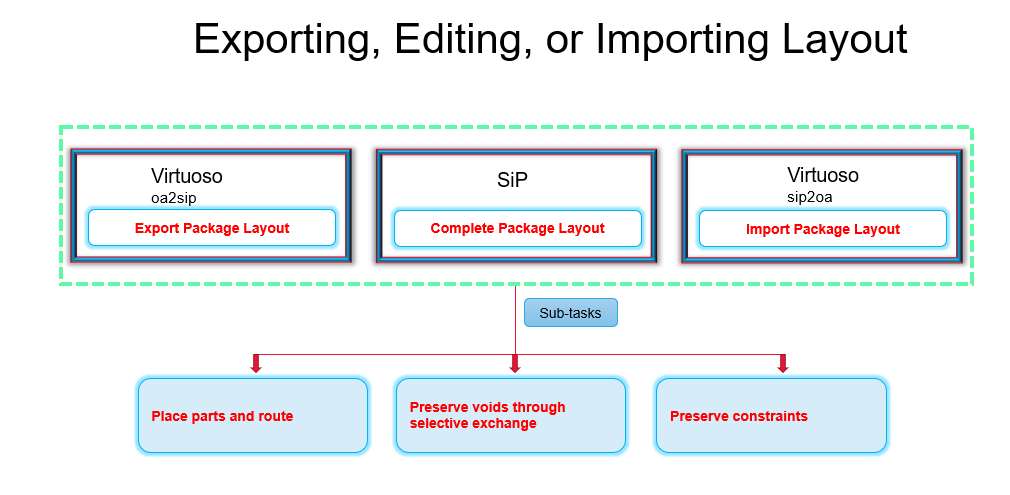 Exporting, Editing, or Importing Layout
Virtuoso
oa2sip
Export Package Layout
SiP
Complete Package Layout
Virtuoso
sip2oa
Import Package Layout
Sub-tasks
Place parts and route
Preserve voids through
selective exchange
Preserve constraints